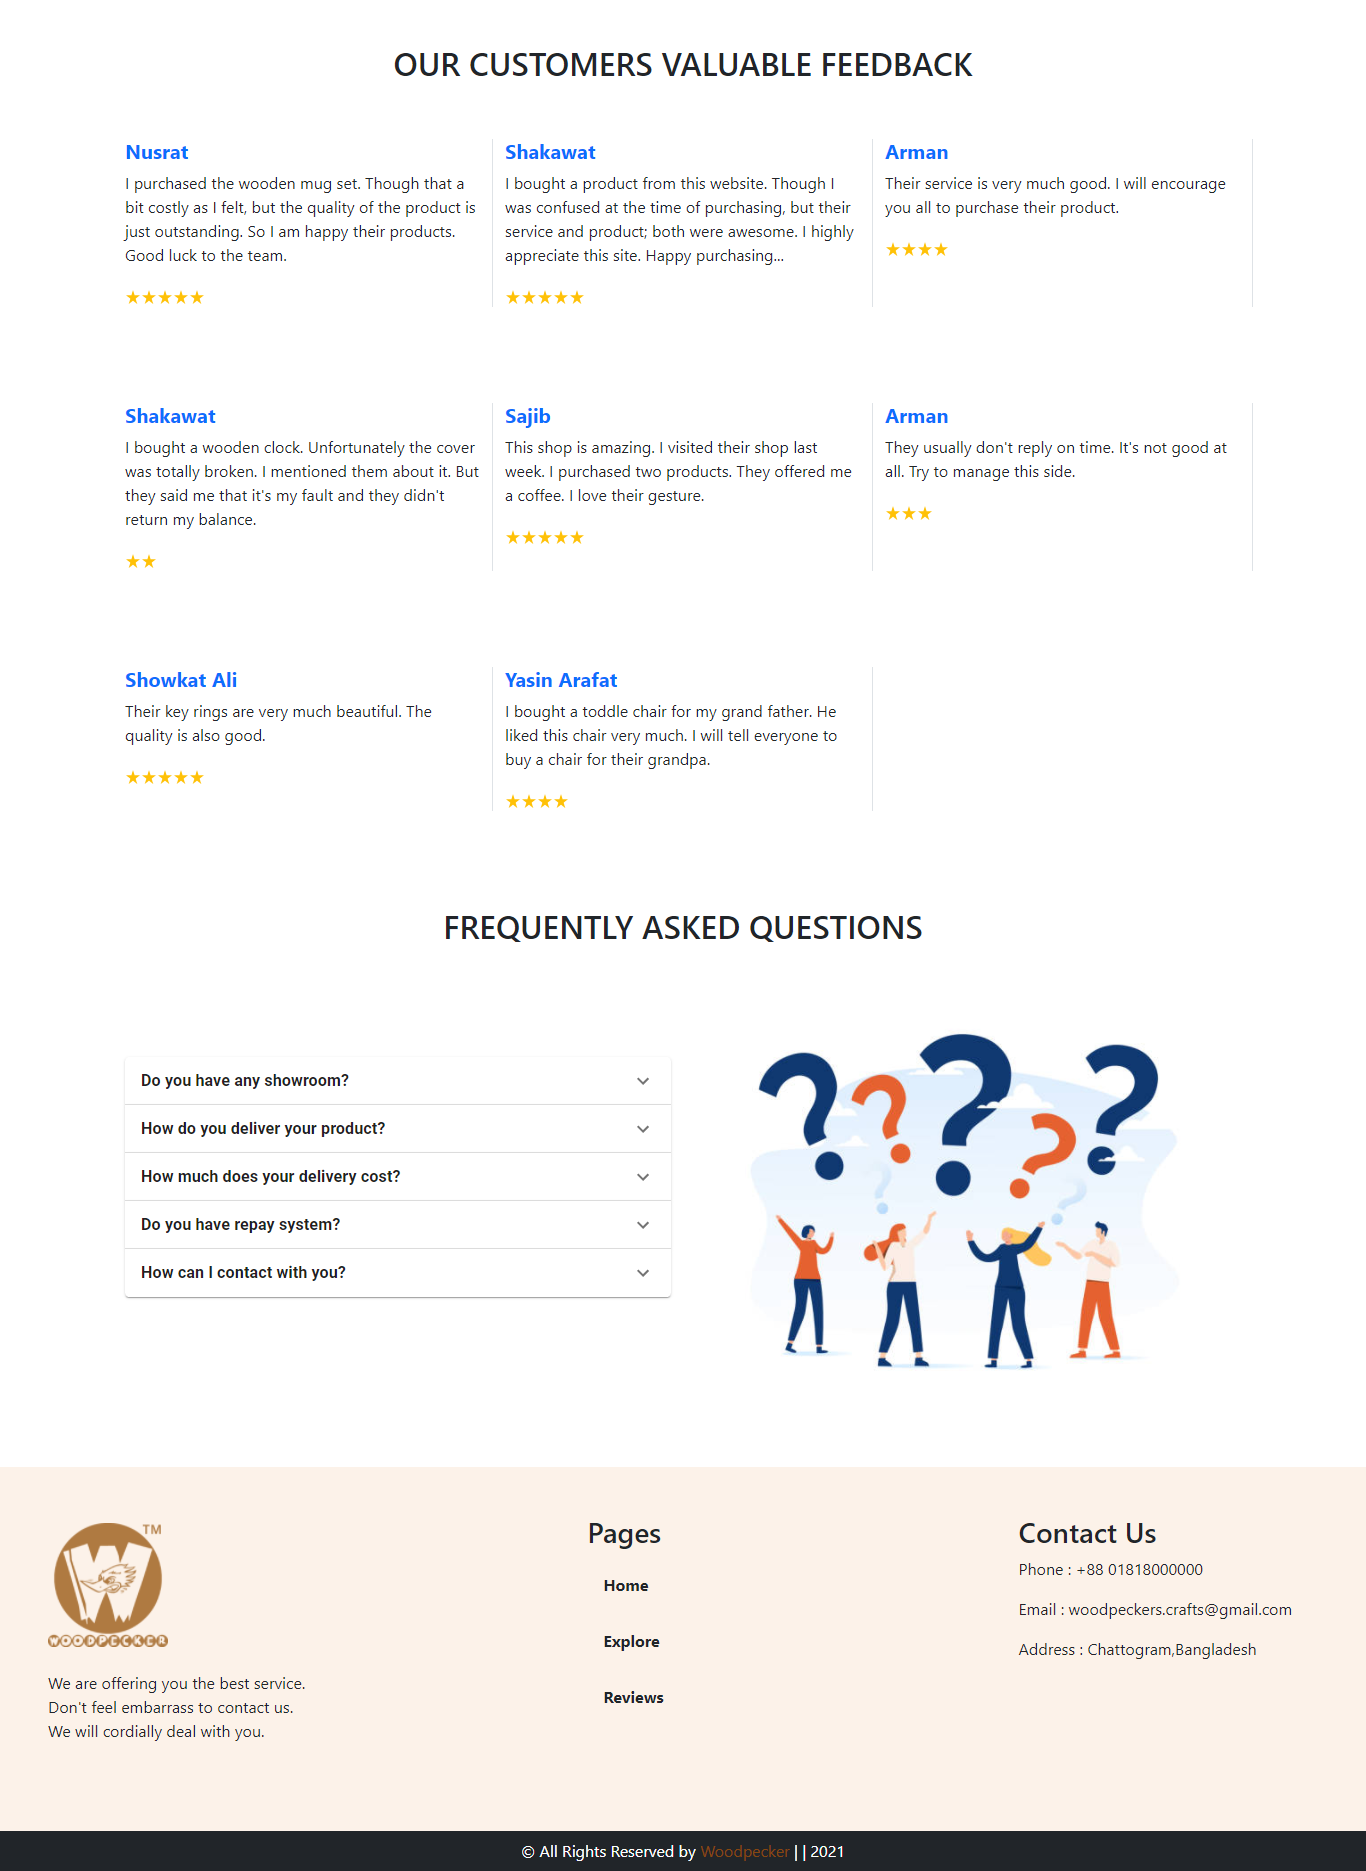 OUR CUSTOMERS VALUABLE FEEDBACK
Nusrat
I purchased the wooden mug set. Though that a
bit costly as I felt, but the quality of the product is
just outstanding. So I am happy their products.
Good luck to the team.
★★★★★
Shakawat
I bought a product from this website. Though I
was confused at the time of purchasing, but their
service and product; both were awesome. I highly
appreciate this site. Happy purchasing...
★★★★★
Arman
Their service is very much good. I will encourage
you all to purchase their product.
★★★★
Shakawat
I bought a wooden clock. Unfortunately the cover
was totally broken. I mentioned them about it. But
they said me that it's my fault and they didn't
return my balance.
★★
Sajib
This shop is amazing. I visited their shop last
week. I purchased two products. They offered me
a coffee. I love their gesture.
★★★★★
Arman
They usually don't reply on time. It's not good at
all. Try to manage this side.
★★★
Showkat Ali
Their key rings are very much beautiful. The
quality is also good.
★★★★★
Yasin Arafat
I bought a toddle chair for my grand father. He
liked this chair very much. I will tell everyone to
buy a chair for their grandpa.
★★★★
FREQUENTLY ASKED QUESTIONS
Do you have any showroom?
How do you deliver your product?
How much does your delivery cost?
Do you have repay system?
How can I contact with you?
? ? ? ? ?
TM
W
WOODPECKER
We are offering you the best service.
Don't feel embarrass to contact us.
We will cordially deal with you.
Pages
Home
Explore
Reviews
Contact Us
Phone : +88 01818000000
Email : woodpeckers.crafts@gmail.com
Address : Chattogram,Bangladesh
© All Rights Reserved by Woodpecker | | 2021